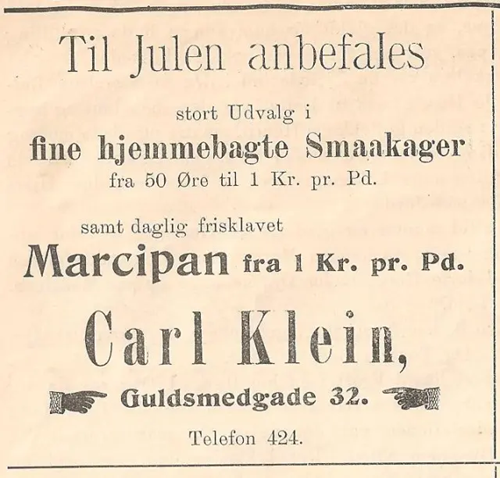 Til Julen anbefales
stort Udvalg i
fine hjemmebagte Smaakager
fra 50 Øre til 1 Kr. pr. Pd.
samt daglig frisklavet
Marcipan fra 1 Kr. pr. Pd.
Carl Klein,
Guldsmedgade 32.
Telefon 424.